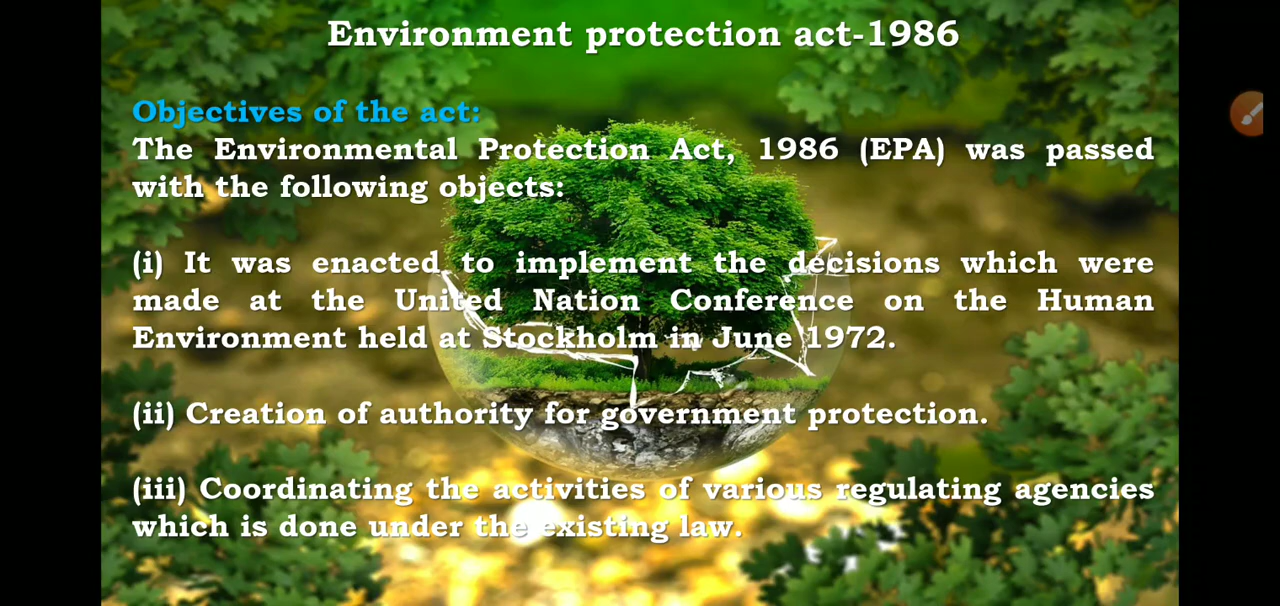 Environment protection act-1986
Objectives of the act:
The Environmental Protection Act, 1986 (EPA) was passed
with the following objects:
(i) It was enacted to implement the decisions which were
made at the United Nation Conference on the Human
Environment held at Stockholm in June 1972.
(ii) Creation of authority for government protection.
(iii) Coordinating the activities of various regulating agencies
which is done under the existing law.